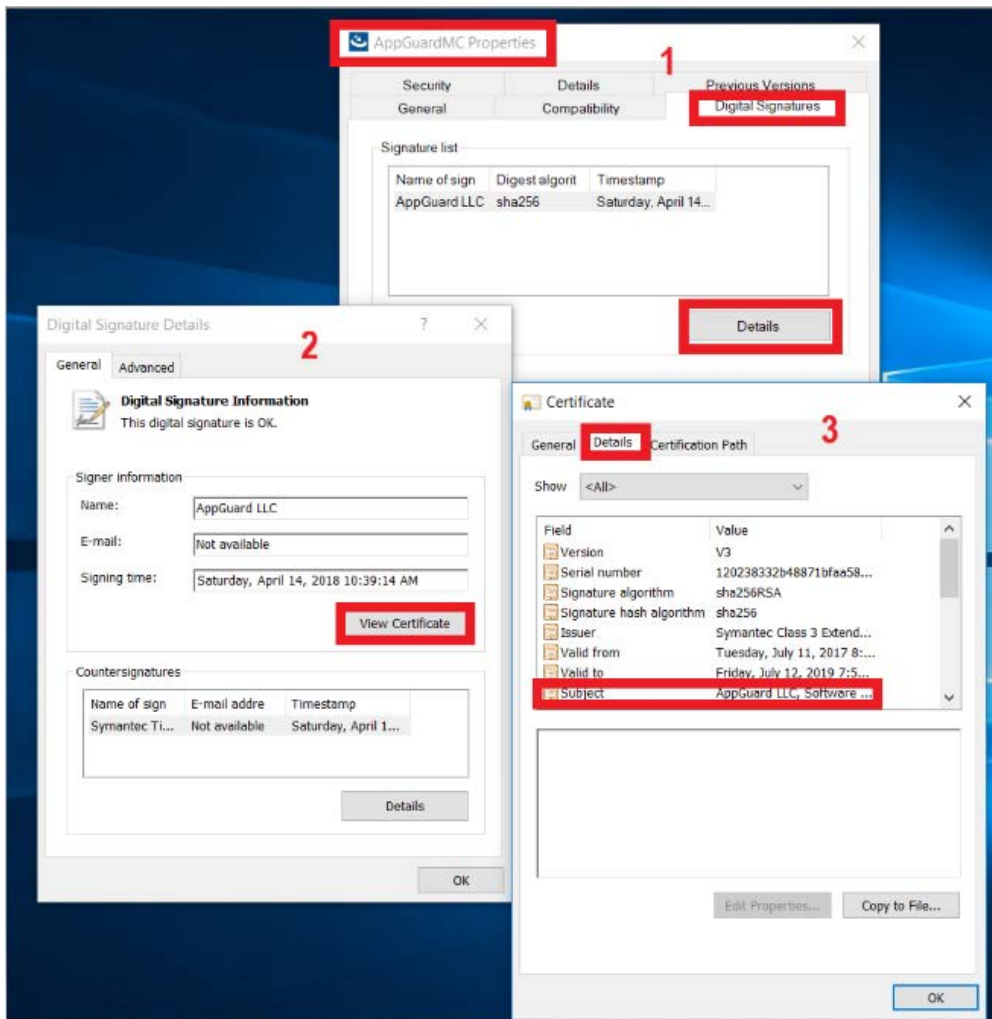 AppGuardMC Properties
1
Security Details Previous Versions
General Compatibility Digital Signatures
Signature list
Name of sign Digest algorit Timestamp
AppGuard LLC sha256 Saturday, April 14...
Details
Digital Signature Details ?
2
General Advanced
Digital Signature Information
This digital signature is OK.
Signer information
Name: AppGuard LLC
E-mail: Not available
Signing time: Saturday, April 14, 2018 10:39:14 AM
View Certificate
Countersignatures
Name of sign E-mail addre Timestamp
Symantec Ti... Not available Saturday, April 1...
Details
OK
Certificate
3
General Details Certification Path
Show <All>
Field Value
Version V3
Serial number 120238332b48871bfaa58...
Signature algorithm sha256RSA
Signature hash algorithm sha256
Issuer Symantec Class 3 Extend...
Valid from Tuesday, July 11, 2017 8:...
Valid to Friday, July 12, 2019 7:5...
Subject AppGuard LLC, Software ...
Edit Properties... Copy to File...
OK